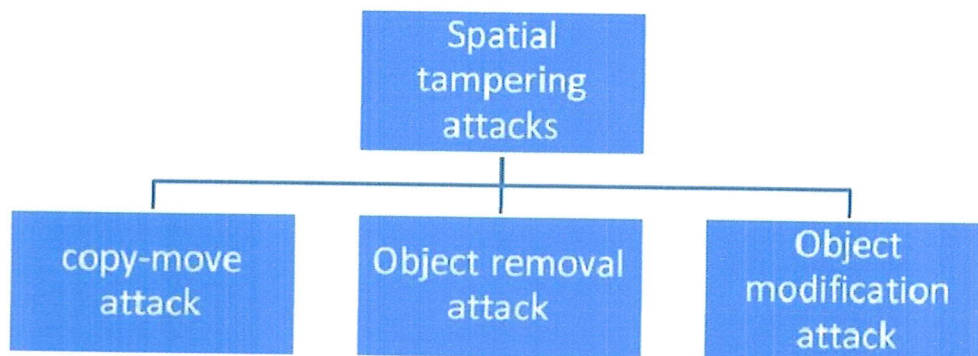 Spatial
tampering
attacks
copy-move
attack
Object removal
attack
Object
modification
attack